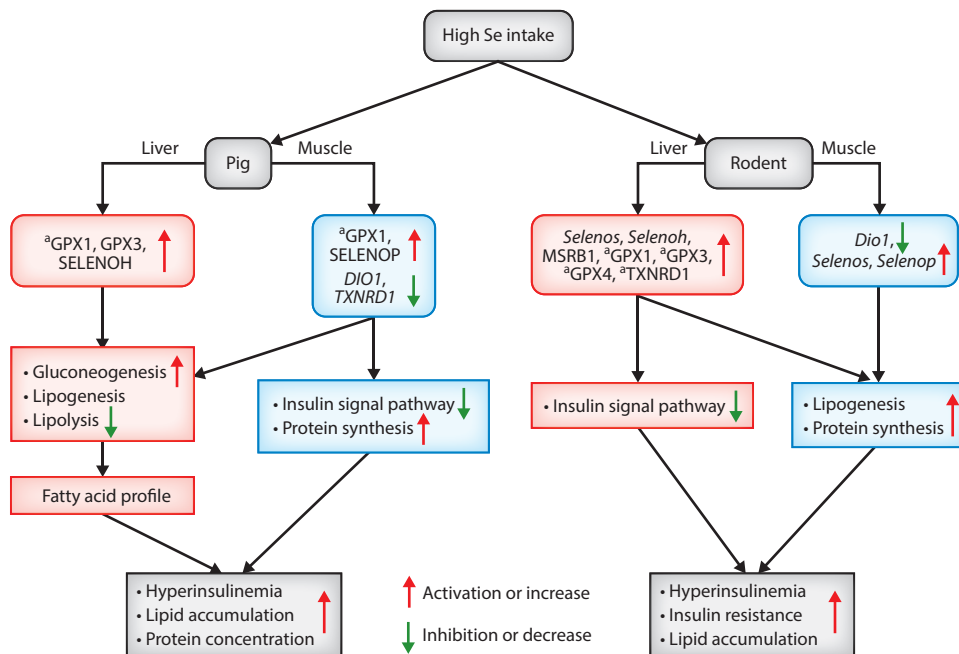 High Se intake
Liver
Pig
Muscle
Liver
Rodent
Muscle
ᵃGPX1, GPX3,
SELENOH
ᵃGPX1,
SELENOP
DIO1,
TXNRD1
Selenos, Selenoh,
MSRB1, ᵃGPX1, ᵃGPX3,
ᵃGPX4, ᵃTXNRD1
Dio1,
Selenos, Selenop
• Gluconeogenesis
• Lipogenesis
• Lipolysis
• Insulin signal pathway
• Protein synthesis
• Insulin signal pathway
• Lipogenesis
• Protein synthesis
Fatty acid profile
• Hyperinsulinemia
• Lipid accumulation
• Protein concentration
Activation or increase
Inhibition or decrease
• Hyperinsulinemia
• Insulin resistance
• Lipid accumulation